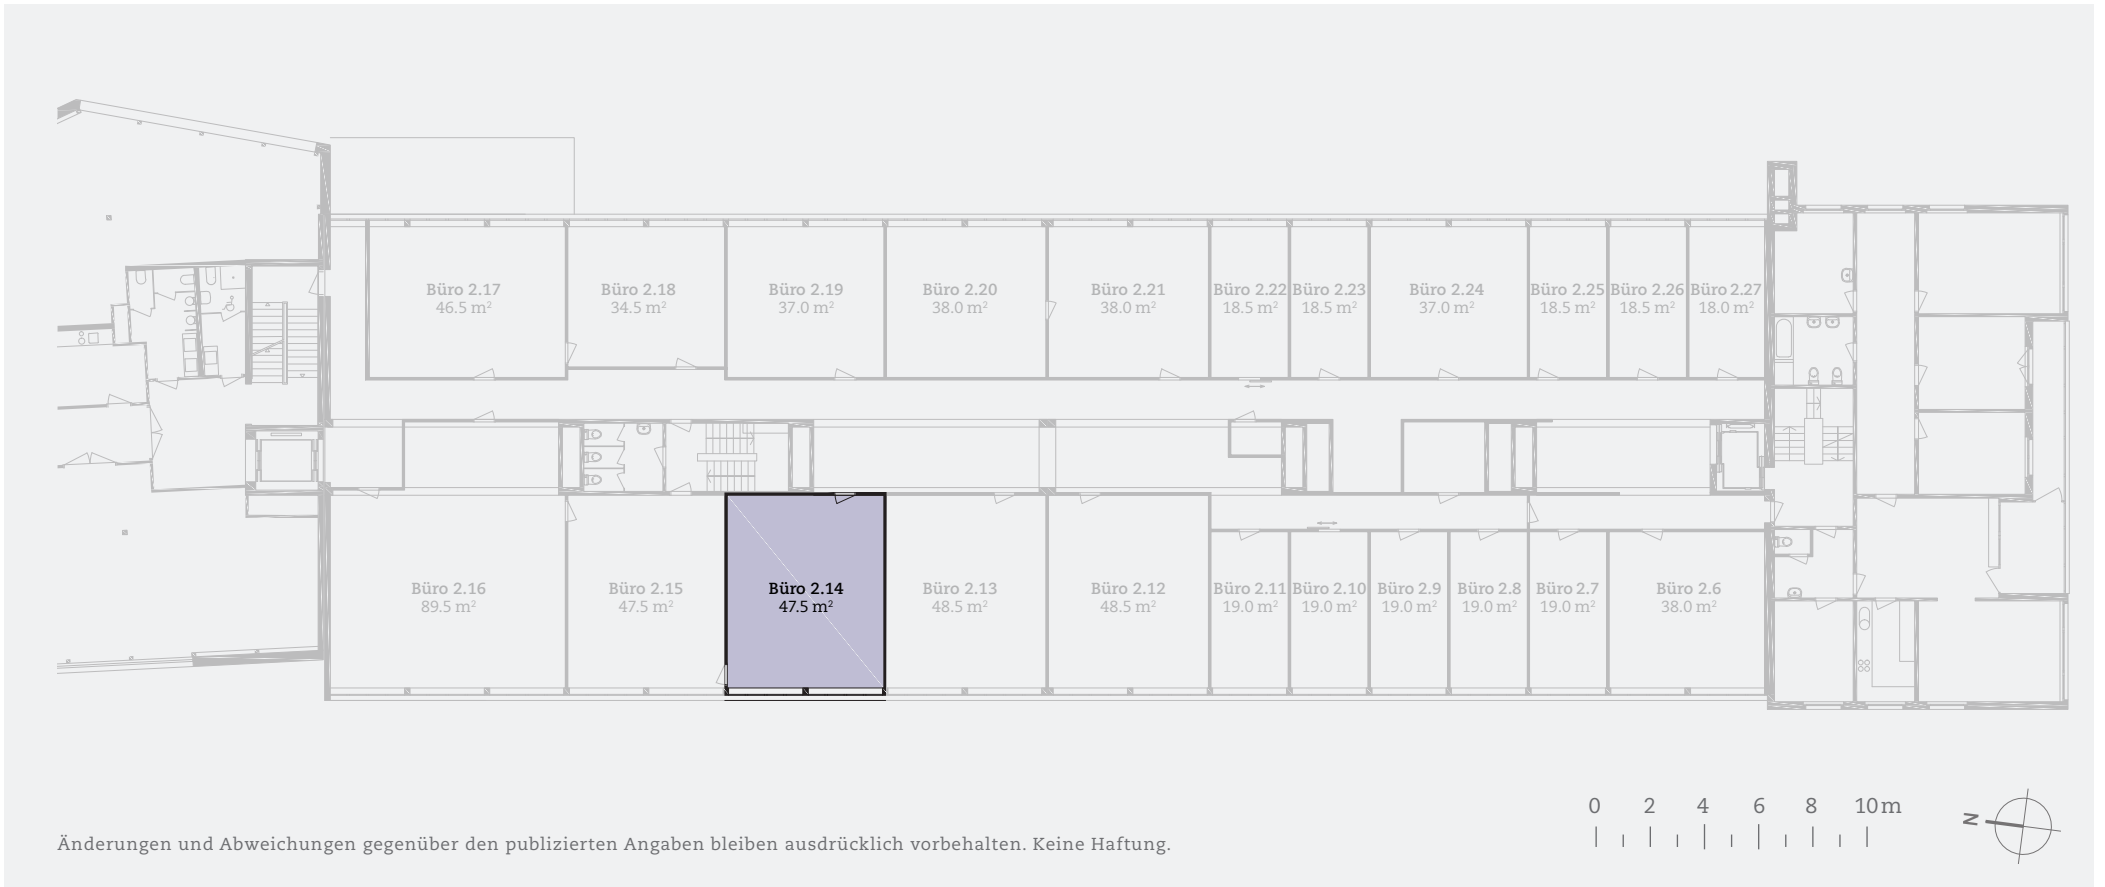 Büro 2.17
46.5 m²
Büro 2.18
34.5 m²
Büro 2.19
37.0 m²
Büro 2.20
38.0 m²
Büro 2.21
38.0 m²
Büro 2.22
18.5 m²
Büro 2.23
18.5 m²
Büro 2.24
37.0 m²
Büro 2.25
18.5 m²
Büro 2.26
18.5 m²
Büro 2.27
18.0 m²
Büro 2.16
89.5 m²
Büro 2.15
47.5 m²
Büro 2.14
47.5 m²
Büro 2.13
48.5 m²
Büro 2.12
48.5 m²
Büro 2.11
19.0 m²
Büro 2.10
19.0 m²
Büro 2.9
19.0 m²
Büro 2.8
19.0 m²
Büro 2.7
19.0 m²
Büro 2.6
38.0 m²
0 2 4 6 8 10 m
N
Änderungen und Abweichungen gegenüber den publizierten Angaben bleiben ausdrücklich vorbehalten. Keine Haftung.